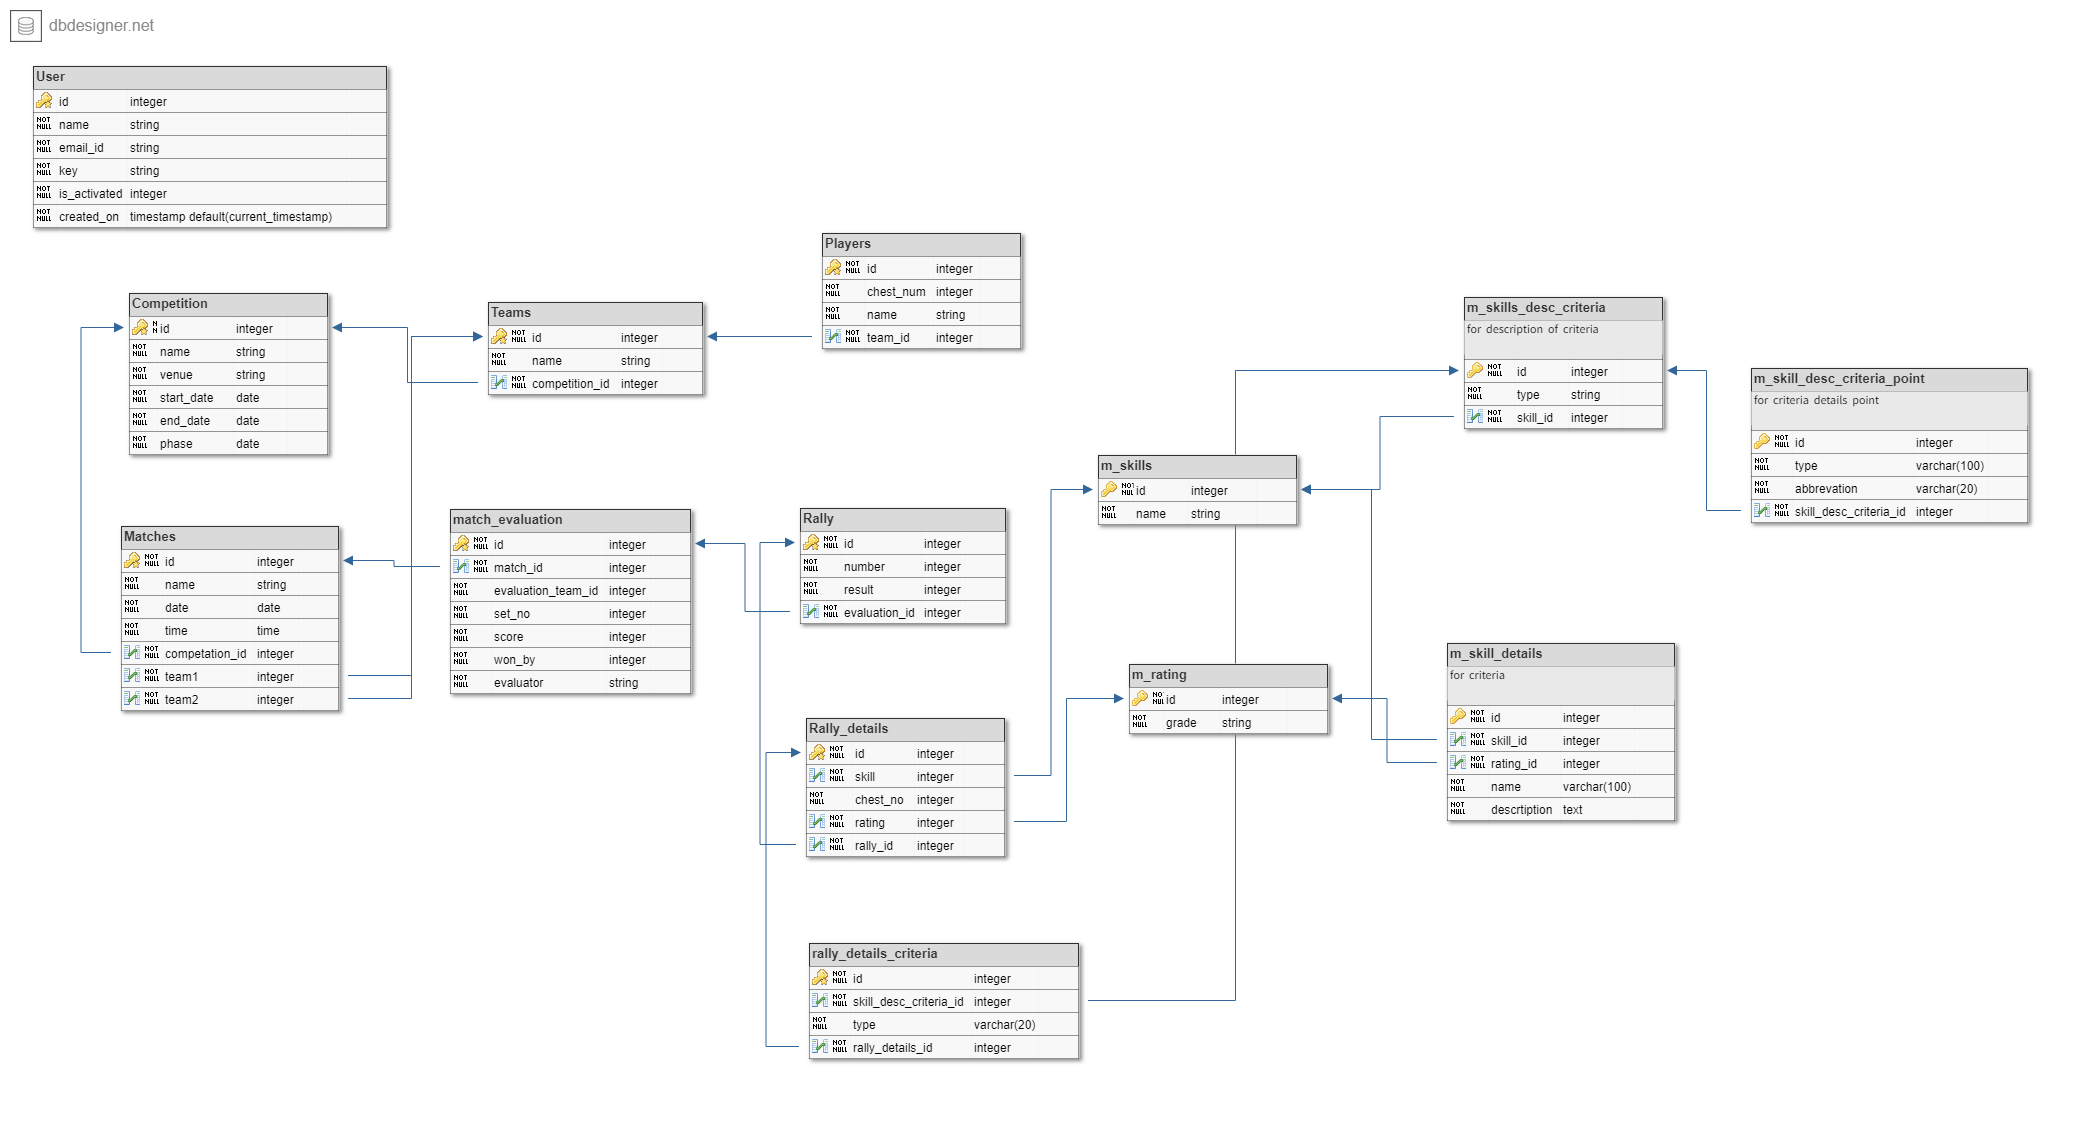 dbdesigner.net
User
id integer
NOT NULL name string
NOT NULL email_id string
NOT NULL key string
NOT NULL is_activated integer
NOT NULL created_on timestamp default(current_timestamp)
Players
NOT NULL id integer
NOT NULL chest_num integer
NOT NULL name string
NOT NULL team_id integer
Competition
N N id integer
NOT NULL name string
NOT NULL venue string
NOT NULL start_date date
NOT NULL end_date date
NOT NULL phase date
Teams
NOT NULL id integer
NOT NULL name string
NOT NULL competition_id integer
m_skills_desc_criteria
for description of criteria
NOT NULL id integer
NOT NULL type string
NOT NULL skill_id integer
m_skill_desc_criteria_point
for criteria details point
NOT NULL id integer
NOT NULL type varchar(100)
NOT NULL abbrevation varchar(20)
NOT NULL skill_desc_criteria_id integer
m_skills
NOT NUL id integer
NOT NULL name string
Matches
NOT NULL id integer
NOT NULL name string
NOT NULL date date
NOT NULL time time
NOT NULL competation_id integer
NOT NULL team1 integer
NOT NULL team2 integer
match_evaluation
NOT NULL id integer
NOT NULL match_id integer
NOT NULL evaluation_team_id integer
NOT NULL set_no integer
NOT NULL score integer
NOT NULL won_by integer
NOT NULL evaluator string
Rally
NOT NULL id integer
NOT NULL number integer
NOT NULL result integer
NOT NULL evaluation_id integer
m_rating
NO NUL id integer
NOT NULL grade string
m_skill_details
for criteria
NOT NULL id integer
NOT NULL skill_id integer
NOT NULL rating_id integer
NOT NULL name varchar(100)
NOT NULL descrtiption text
Rally_details
NOT NULL id integer
NOT NULL skill integer
NOT NULL chest_no integer
NOT NULL rating integer
NOT NULL rally_id integer
rally_details_criteria
NOT NULL id integer
NOT NULL skill_desc_criteria_id integer
NOT NULL type varchar(20)
NOT NULL rally_details_id integer